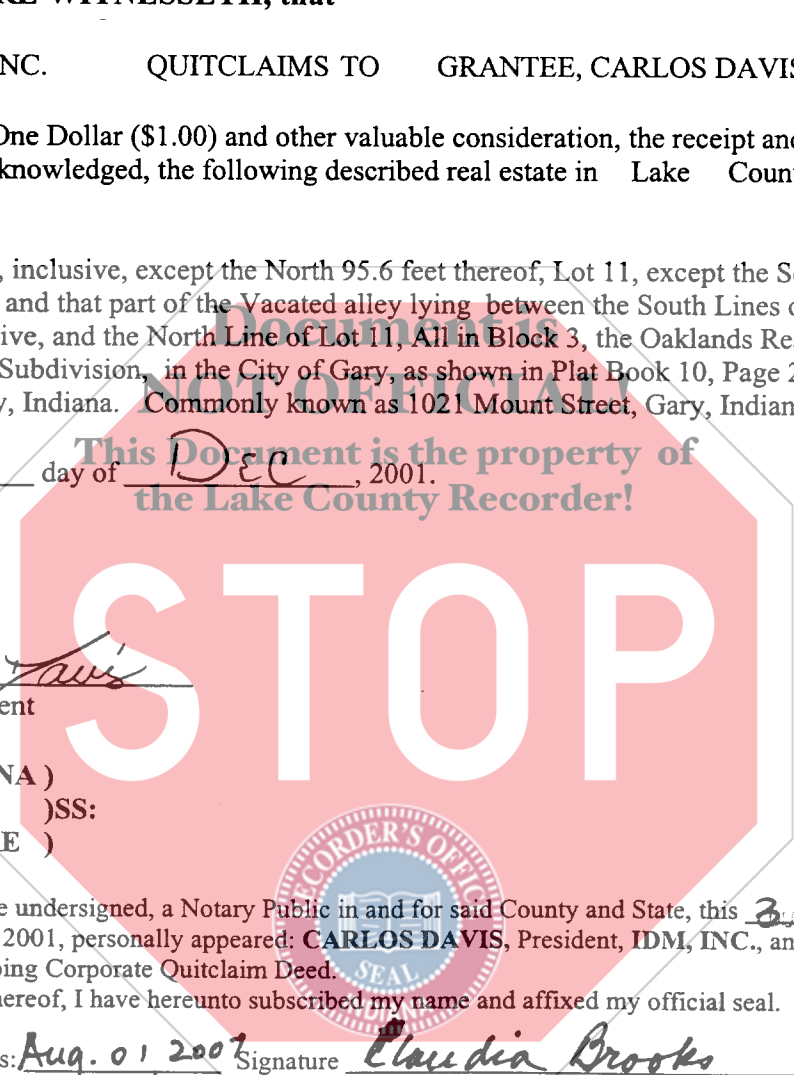 RE WITNESSETH, that
INC. QUITCLAIMS TO GRANTEE, CARLOS DAVIS
One Dollar ($1.00) and other valuable consideration, the receipt and
knowledged, the following described real estate in Lake Coun
, inclusive, except the North 95.6 feet thereof, Lot 11, except the S
and that part of the Vacated alley lying between the South Lines
ive, and the North Line of Lot 11, All in Block 3, the Oaklands Re
Document is
Subdivision, in the City of Gary, as shown in Plat Book 10, Page 2
NOT OFFICIAL!
y, Indiana. Commonly known as 1021 Mount Street, Gary, Indian
This Document is the property of
day of DEC, 2001.
the Lake County Recorder!
STOP
Davis
ent
NA )
)SS:
E )
RECORDER'S OFFICE
e undersigned, a Notary Public in and for said County and State, this 3
2001, personally appeared: CARLOS DAVIS, President, IDM, INC., an
oing Corporate Quitclaim Deed.
SEAL
hereof, I have hereunto subscribed my name and affixed my official seal.
INDIANA
s: Aug. 01 2007 Signature Claudia Brooks